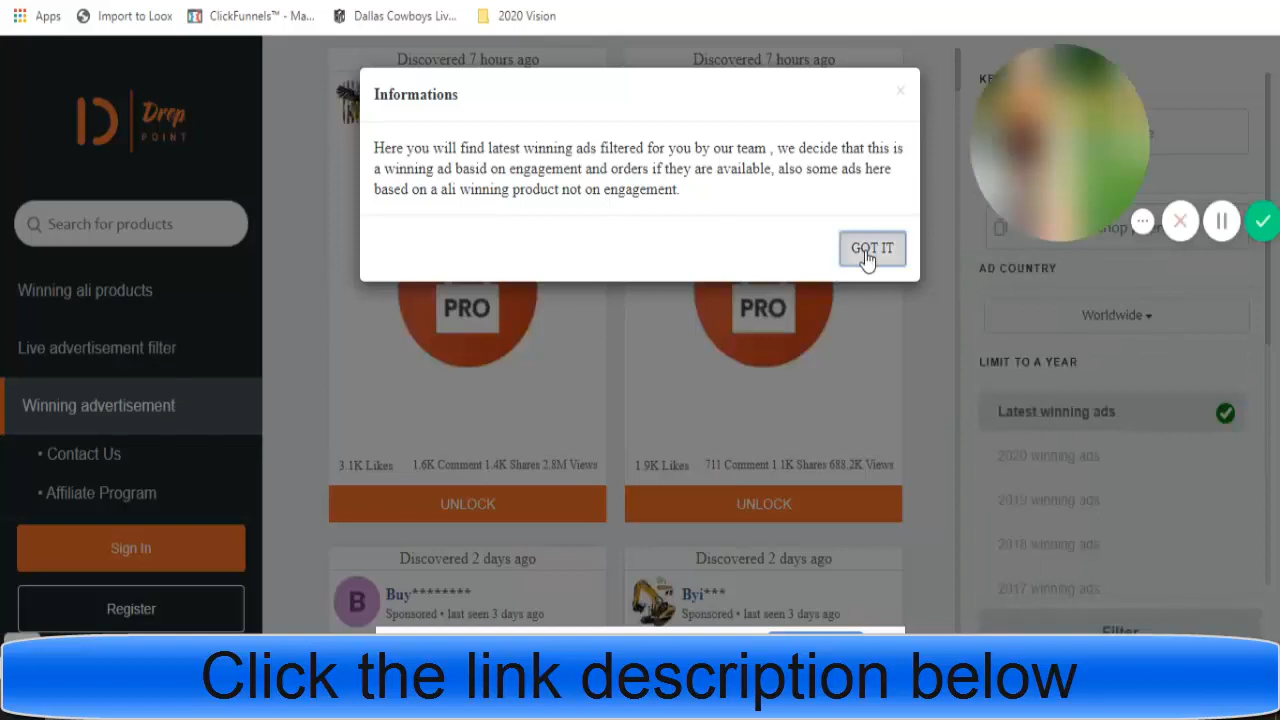 Apps
Import to Loox
ClickFunnels™ - Ma...
Dallas Cowboys Liv...
2020 Vision
Drop
POINT
Search for products
Winning ali products
Live advertisement filter
Winning advertisement
• Contact Us
• Affiliate Program
Sign In
Register
Discovered 7 hours ago
Discovered 7 hours ago
Informations
×
Here you will find latest winning ads filtered for you by our team , we decide that this is
a winning ad basid on engagement and orders if they are available, also some ads here
based on a ali winning product not on engagement.
GOT IT
PRO
PRO
3.1K Likes 1.6K Comment 1.4K Shares 2.8M Views
1.9K Likes 711 Comment 1.1K Shares 688.2K Views
UNLOCK
UNLOCK
Discovered 2 days ago
Discovered 2 days ago
B
Buy********
Sponsored • last seen 3 days ago
Byi***
Sponsored • last seen 3 days ago
AD COUNTRY
Worldwide
LIMIT TO A YEAR
Latest winning ads
2020 winning ads
2019 winning ads
2018 winning ads
2017 winning ads
Filter
Click the link description below